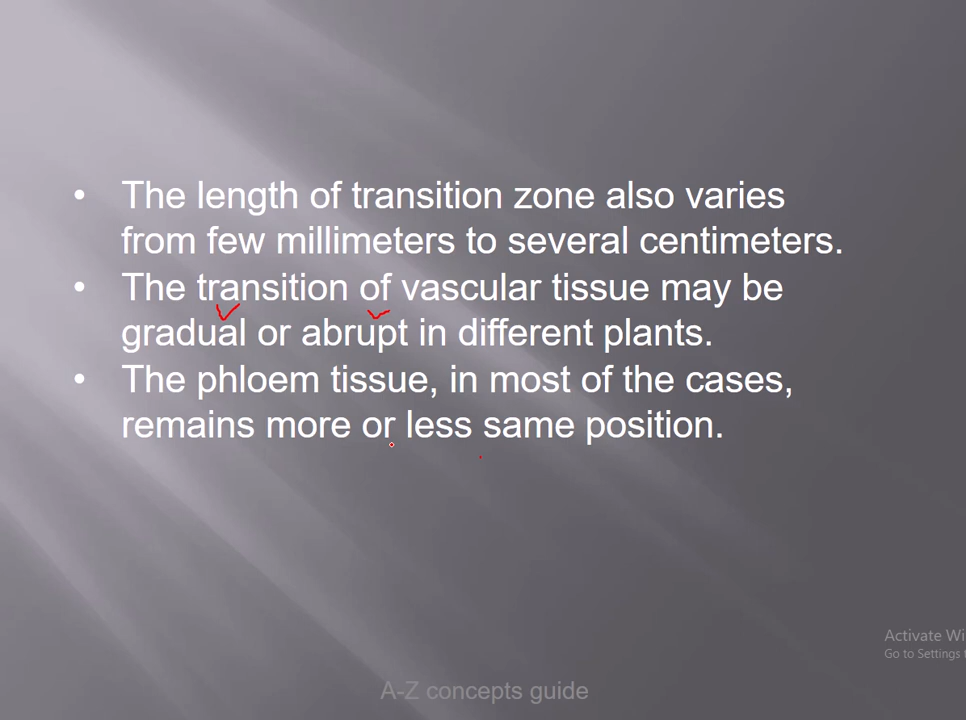 • The length of transition zone also varies
from few millimeters to several centimeters.
• The transition of vascular tissue may be
gradual or abrupt in different plants.
• The phloem tissue, in most of the cases,
remains more or less same position.
Activate Wi
Go to Settings t
A-Z concepts guide